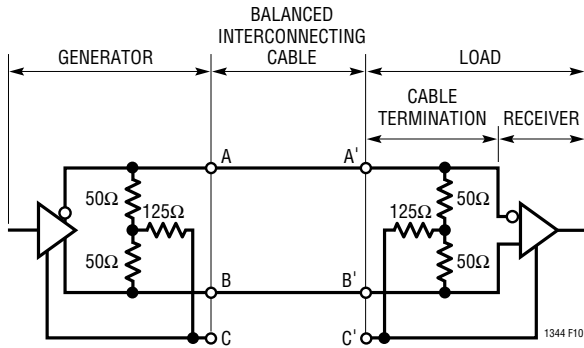 BALANCED
INTERCONNECTING
CABLE
GENERATOR
LOAD
CABLE
TERMINATION
RECEIVER
A
A'
50Ω
125Ω
50Ω
50Ω
125Ω
50Ω
B
B'
C
C'
1344 F10